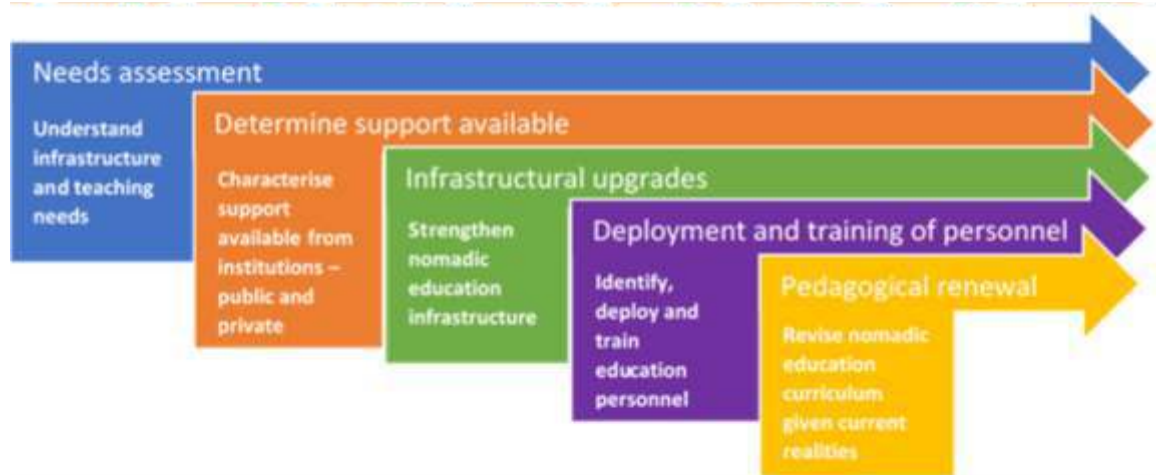 Needs assessment
Understand
infrastructure
and teaching
needs
Determine support available
Characterise
support
available from
institutions –
public and
private
Infrastructural upgrades
Strengthen
nomadic
education
infrastructure
Deployment and training of personnel
Identify,
deploy and
train
education
personnel
Pedagogical renewal
Revise nomadic
education
curriculum
given current
realities